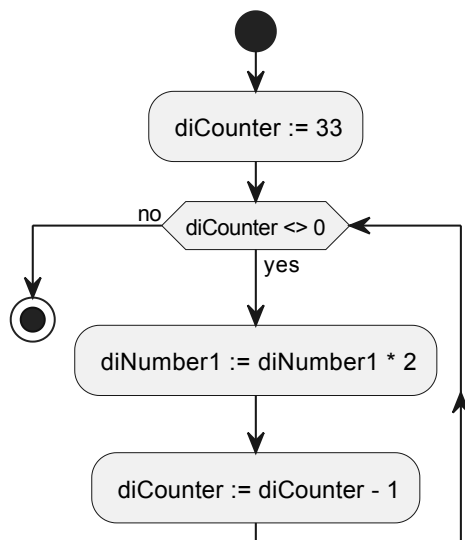 diCounter := 33
no
diCounter <> 0
yes
diNumber1 := diNumber1 * 2
diCounter := diCounter - 1